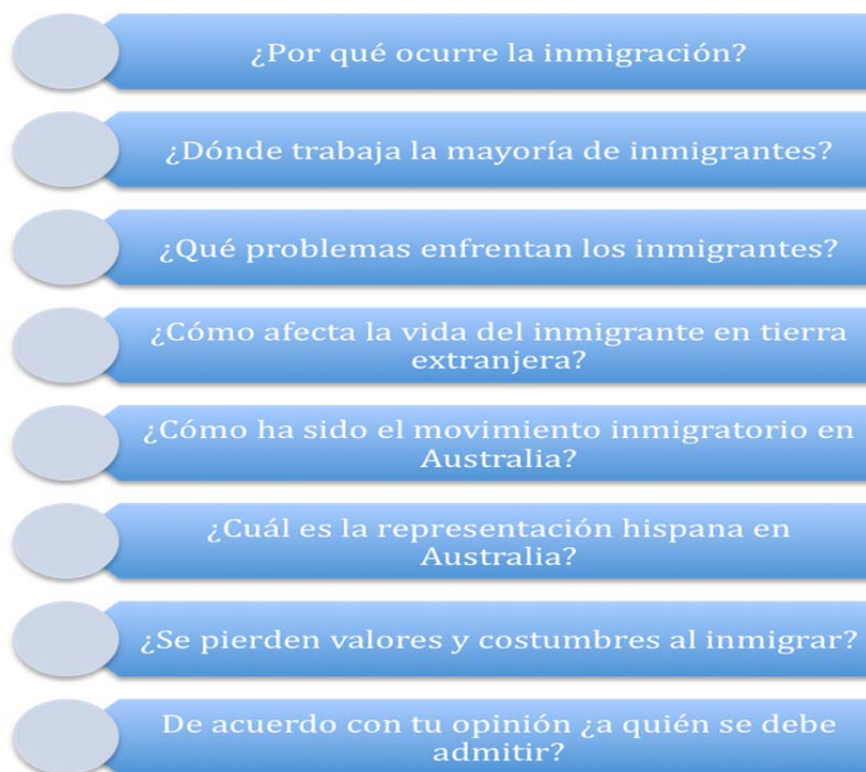 ¿Por qué ocurre la inmigración?
¿Dónde trabaja la mayoría de inmigrantes?
¿Qué problemas enfrentan los inmigrantes?
¿Cómo afecta la vida del inmigrante en tierra
extranjera?
¿Cómo ha sido el movimiento inmigratorio en
Australia?
¿Cuál es la representación hispana en
Australia?
¿Se pierden valores y costumbres al inmigrar?
De acuerdo con tu opinión ¿a quién se debe
admitir?